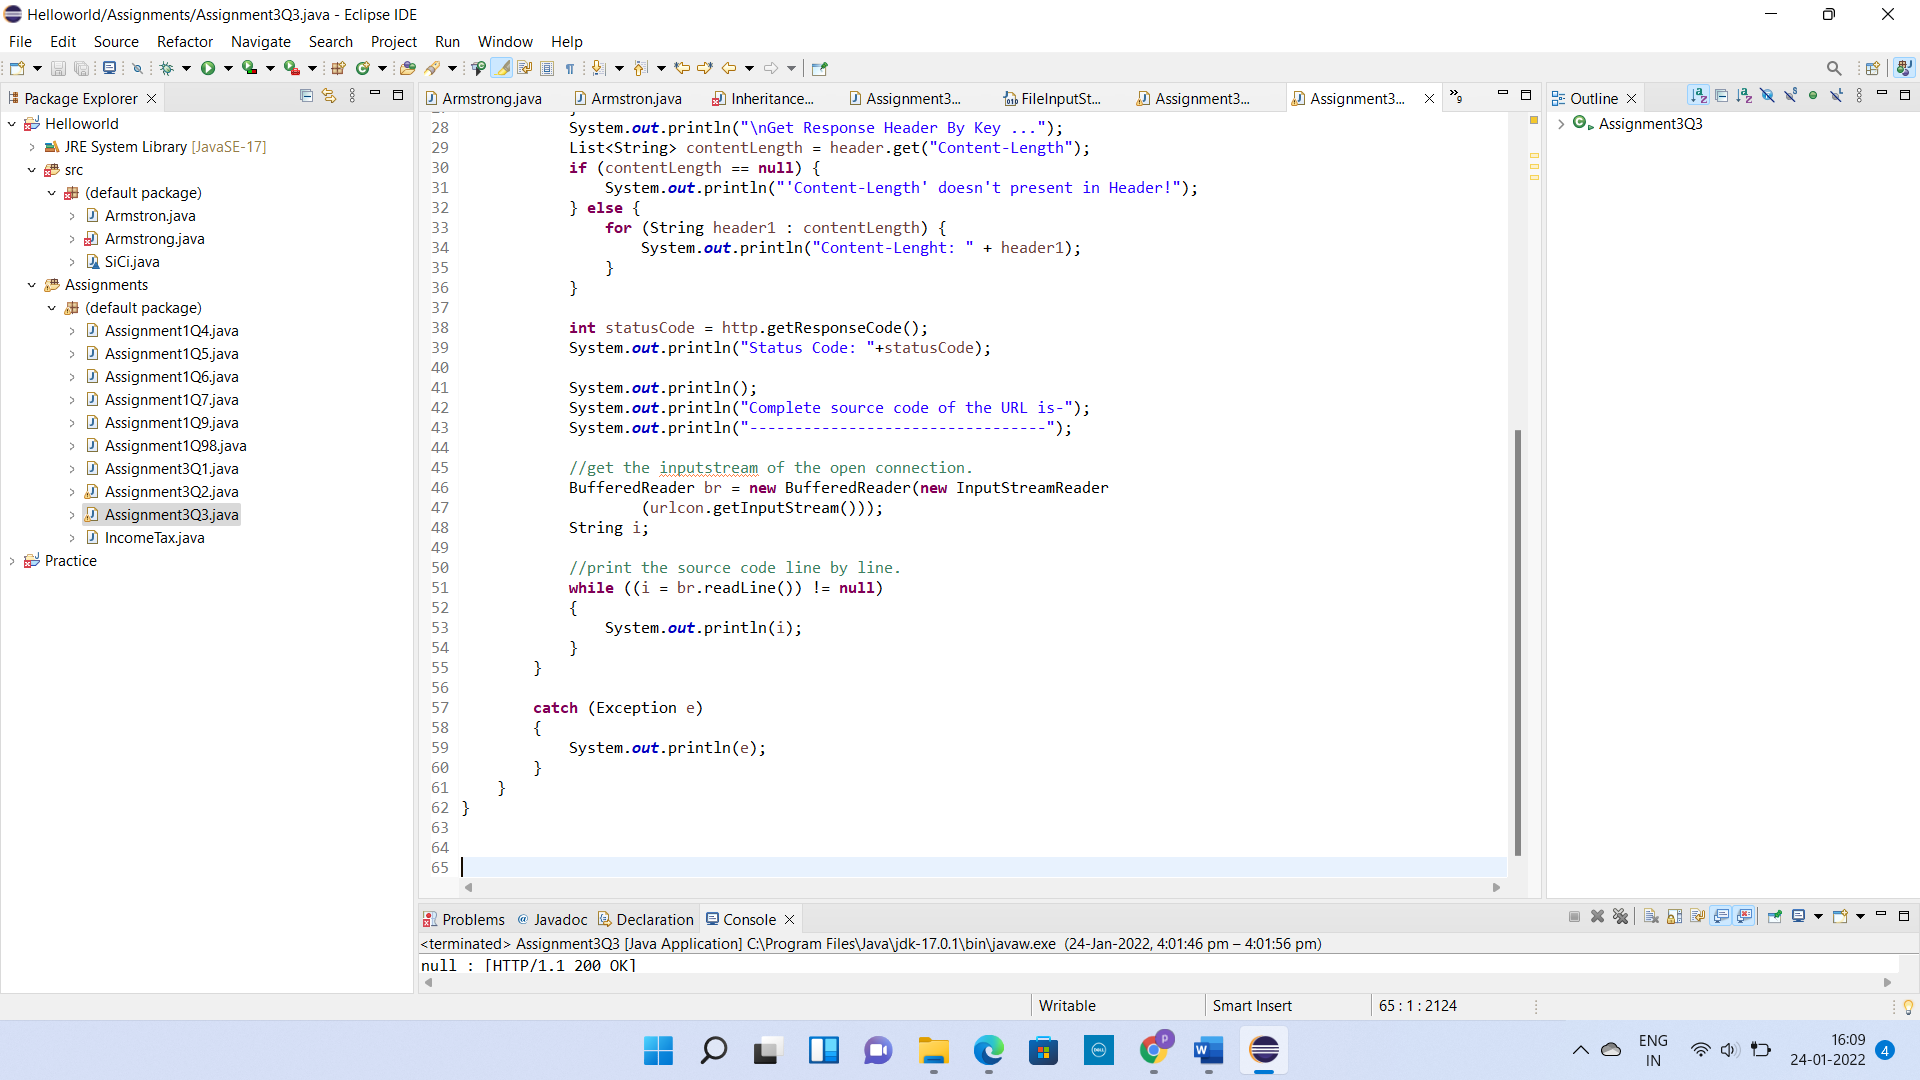 Helloworld/Assignments/Assignment3Q3.java - Eclipse IDE
File Edit Source Refactor Navigate Search Project Run Window Help
Package Explorer
Helloworld
JRE System Library [JavaSE-17]
src
(default package)
Armstron.java
Armstrong.java
SiCi.java
Assignments
(default package)
Assignment1Q4.java
Assignment1Q5.java
Assignment1Q6.java
Assignment1Q7.java
Assignment1Q9.java
Assignment1Q98.java
Assignment3Q1.java
Assignment3Q2.java
Assignment3Q3.java
IncomeTax.java
Practice
Armstrong.java Armstron.java Inheritance... Assignment3... FileInputSt... Assignment3... Assignment3... »9
28 System.out.println("\nGet Response Header By Key ...");
29 List<String> contentLength = header.get("Content-Length");
30 if (contentLength == null) {
31 System.out.println("'Content-Length' doesn't present in Header!");
32 } else {
33 for (String header1 : contentLength) {
34 System.out.println("Content-Lenght: " + header1);
35 }
36 }
37
38 int statusCode = http.getResponseCode();
39 System.out.println("Status Code: "+statusCode);
40
41 System.out.println();
42 System.out.println("Complete source code of the URL is-");
43 System.out.println("---------------------------------");
44
45 //get the inputstream of the open connection.
46 BufferedReader br = new BufferedReader(new InputStreamReader
47 (urlcon.getInputStream()));
48 String i;
49
50 //print the source code line by line.
51 while ((i = br.readLine()) != null)
52 {
53 System.out.println(i);
54 }
55 }
56
57 catch (Exception e)
58 {
59 System.out.println(e);
60 }
61 }
62 }
63
64
65
Outline
Assignment3Q3
Problems @ Javadoc Declaration Console
<terminated> Assignment3Q3 [Java Application] C:\Program Files\Java\jdk-17.0.1\bin\javaw.exe (24-Jan-2022, 4:01:46 pm – 4:01:56 pm)
null : [HTTP/1.1 200 OK]
Writable Smart Insert 65 : 1 : 2124
ENG
IN
16:09
24-01-2022
4